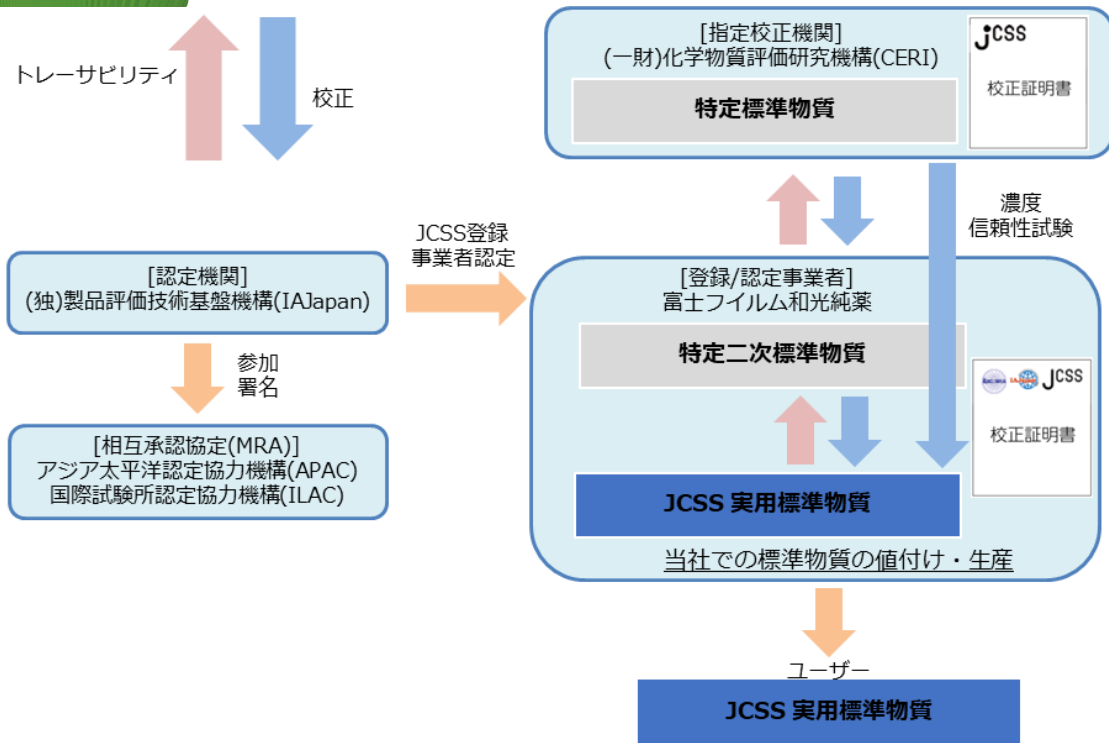 トレーサビリティ
校正
[指定校正機関]
(一財)化学物質評価研究機構(CERI)
特定標準物質
jCSS
校正証明書
濃度
信頼性試験
JCSS登録
事業者認定
[認定機関]
(独)製品評価技術基盤機構(IAJapan)
参加
署名
[相互承認協定(MRA)]
アジア太平洋認定協力機構(APAC)
国際試験所認定協力機構(ILAC)
[登録/認定事業者]
富士フイルム和光純薬
特定二次標準物質
JCSS
校正証明書
JCSS 実用標準物質
当社での標準物質の値付け・生産
ユーザー
JCSS 実用標準物質